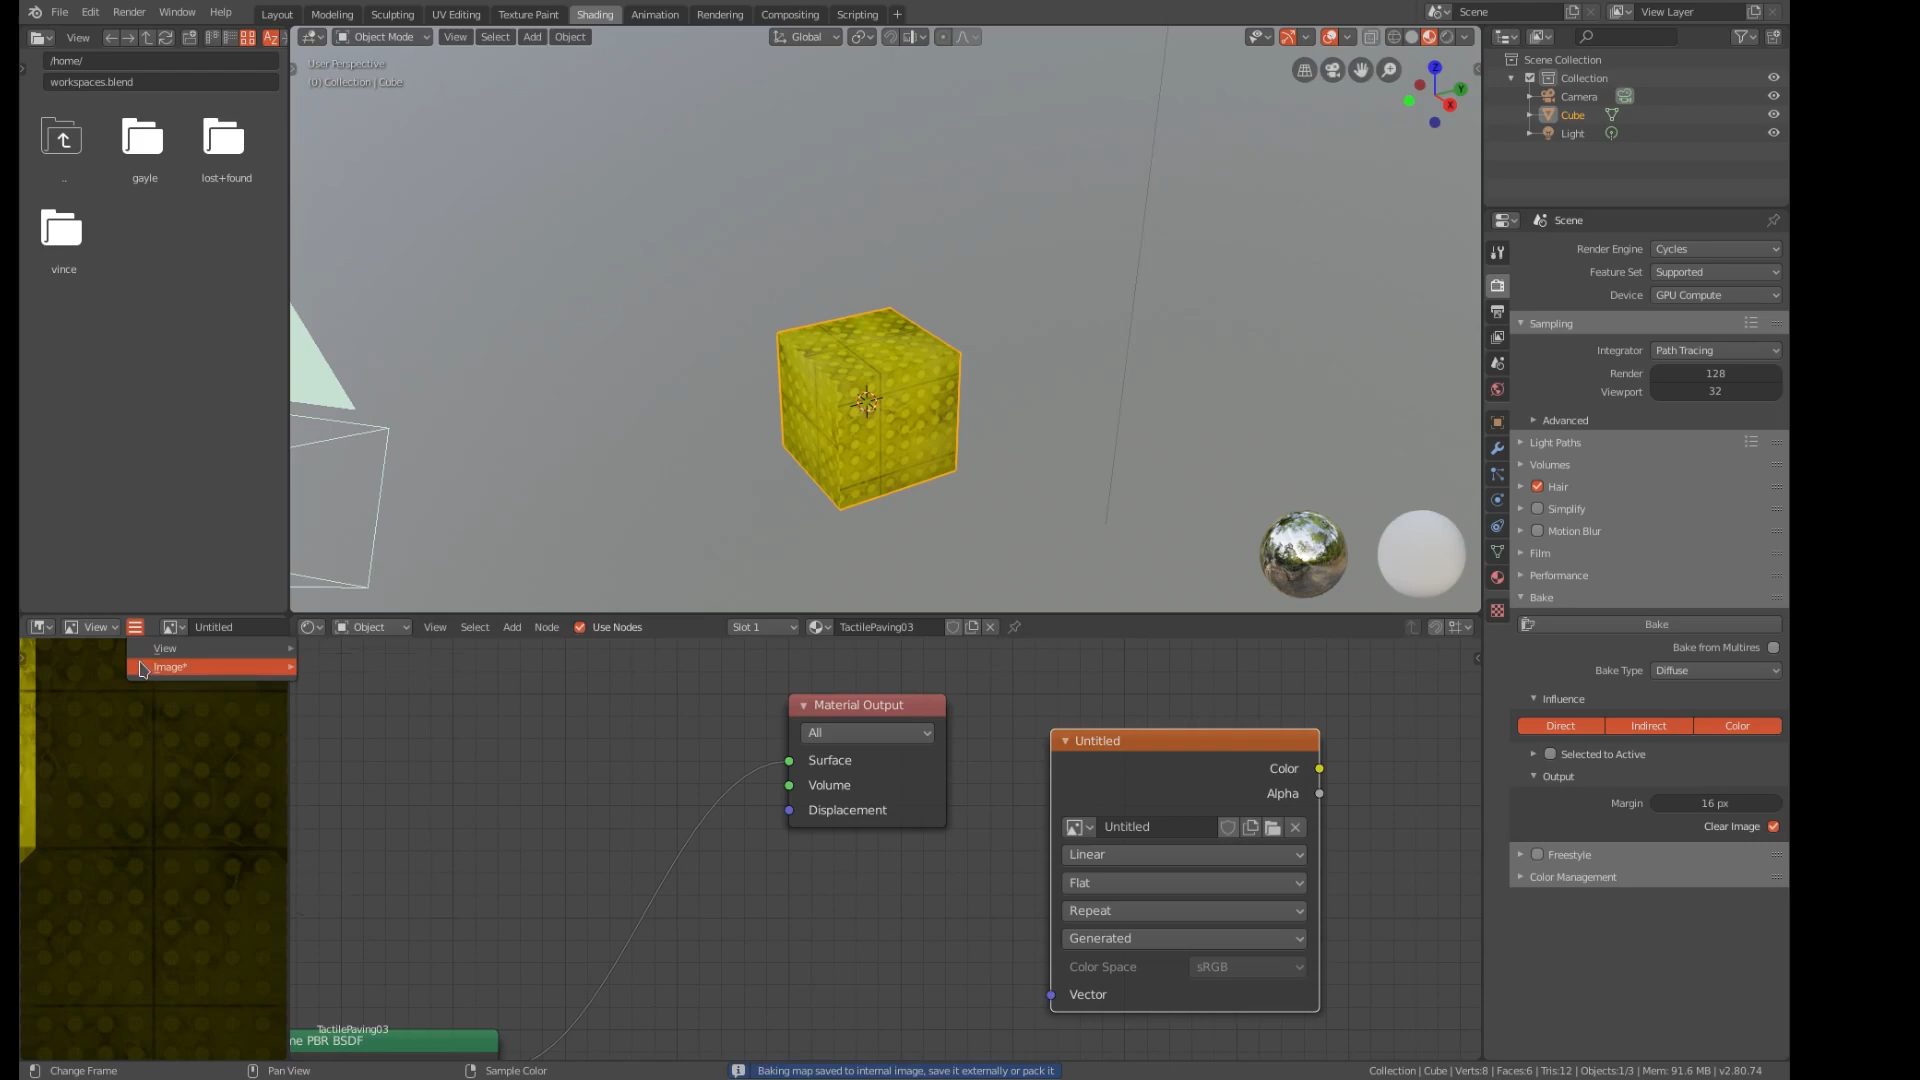 File Edit Render Window Help Layout Modeling Sculpting UV Editing Texture Paint Shading Animation Rendering Compositing Scripting + Scene View Layer
View AZ Object Mode View Select Add Object Global
/home/
workspaces.blend
..
gayle
lost+found
vince
User Perspective
(0) Collection | Cube
Z
Y
X
Scene Collection
Collection
Camera
Cube
Light
Scene
Render Engine Cycles
Feature Set Supported
Device GPU Compute
Sampling
Integrator Path Tracing
Render 128
Viewport 32
Advanced
Light Paths
Volumes
Hair
Simplify
Motion Blur
Film
Performance
Bake
Bake
Bake from Multires
Bake Type Diffuse
Influence
Direct Indirect Color
Selected to Active
Output
Margin 16 px
Clear Image
Freestyle
Color Management
View Untitled
View
Image*
Object View Select Add Node Use Nodes Slot 1 TactilePaving03
Material Output
All
Surface
Volume
Displacement
Untitled
Color
Alpha
Untitled
Linear
Flat
Repeat
Generated
Color Space sRGB
Vector
TactilePaving03
ne PBR BSDF
Change Frame Pan View Sample Color Baking map saved to internal image, save it externally or pack it Collection | Cube | Verts:8 | Faces:6 | Tris:12 | Objects:1/3 | Mem: 91.6 MB | v2.80.74